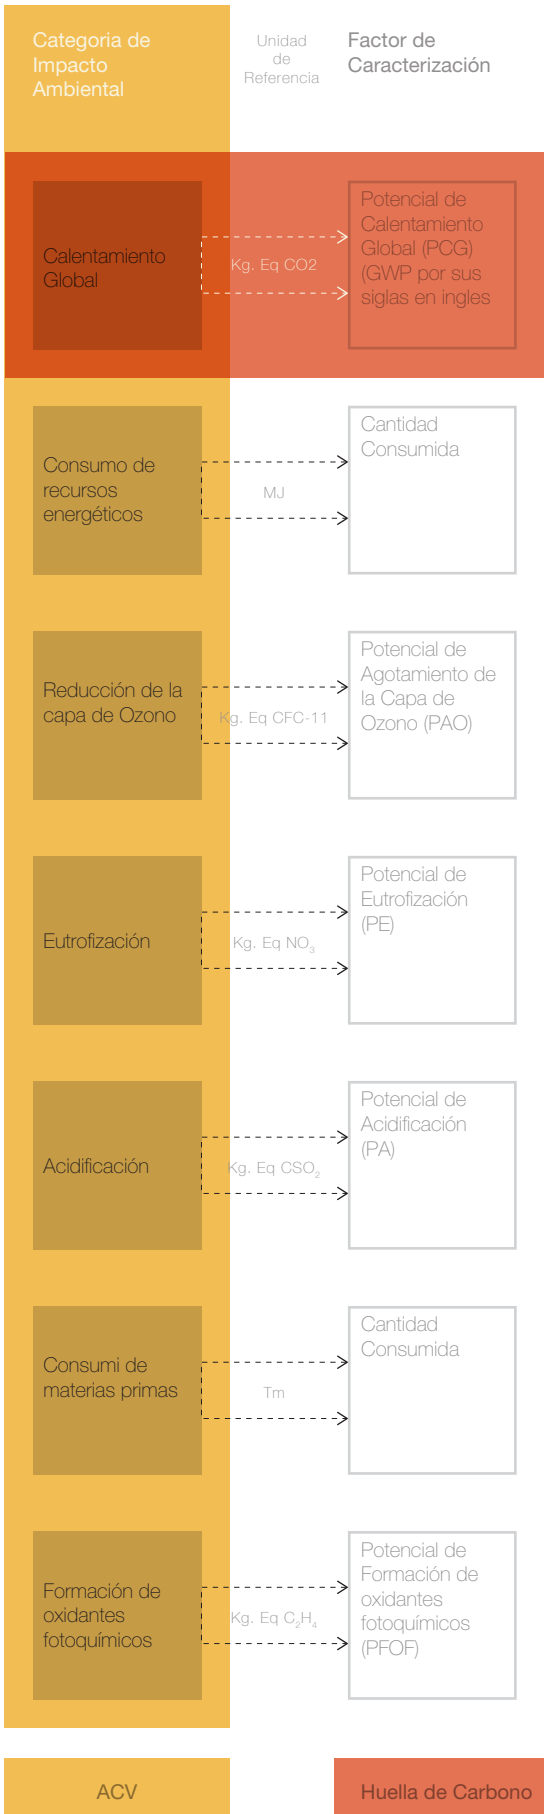 Categoria de
Impacto
Ambiental
Unidad
de
Referencia
Factor de
Caracterización
Calentamiento
Global
Kg. Eq CO2
Potencial de
Calentamiento
Global (PCG)
(GWP por sus
siglas en ingles
Consumo de
recursos
energéticos
MJ
Cantidad
Consumida
Reducción de la
capa de Ozono
Kg. Eq CFC-11
Potencial de
Agotamiento de
la Capa de
Ozono (PAO)
Eutrofización
Kg. Eq NO₃
Potencial de
Eutrofización
(PE)
Acidificación
Kg. Eq CSO₂
Potencial de
Acidificación
(PA)
Consumi de
materias primas
Tm
Cantidad
Consumida
Formación de
oxidantes
fotoquímicos
Kg. Eq C₂H₄
Potencial de
Formación de
oxidantes
fotoquímicos
(PFOF)
ACV
Huella de Carbono